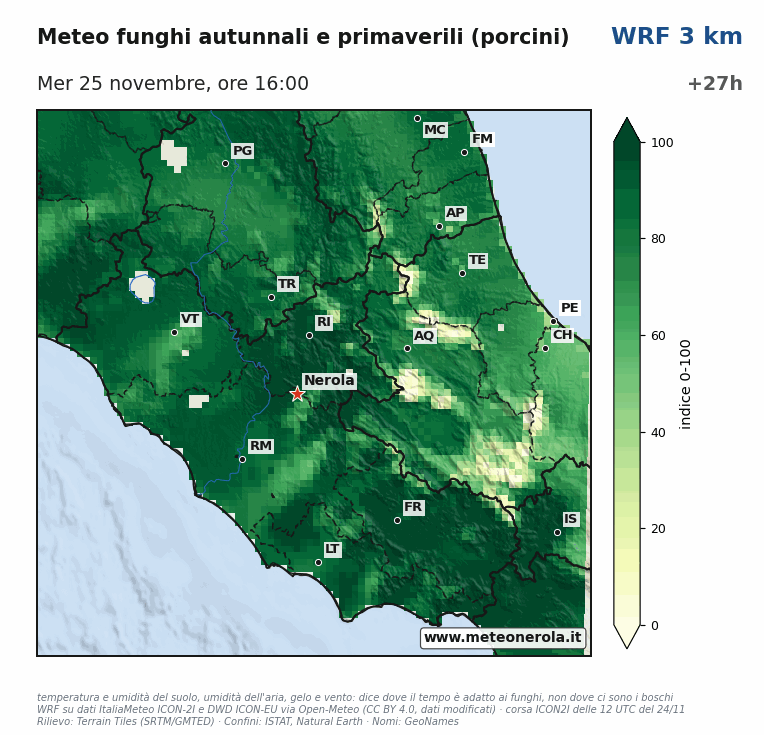 Meteo funghi autunnali e primaverili (porcini)
WRF 3 km
Mer 25 novembre, ore 16:00
+27h
MC
FM
PG
AP
TE
TR
PE
VT
RI
AQ
CH
Nerola
RM
FR
IS
LT
www.meteonerola.it
100
80
60
40
20
0
indice 0-100
temperatura e umidità del suolo, umidità dell'aria, gelo e vento: dice dove il tempo è adatto ai funghi, non dove ci sono i boschi
WRF su dati ItaliaMeteo ICON-2I e DWD ICON-EU via Open-Meteo (CC BY 4.0, dati modificati) · corsa ICON2I delle 12 UTC del 24/11
Rilievo: Terrain Tiles (SRTM/GMTED) · Confini: ISTAT, Natural Earth · Nomi: GeoNames